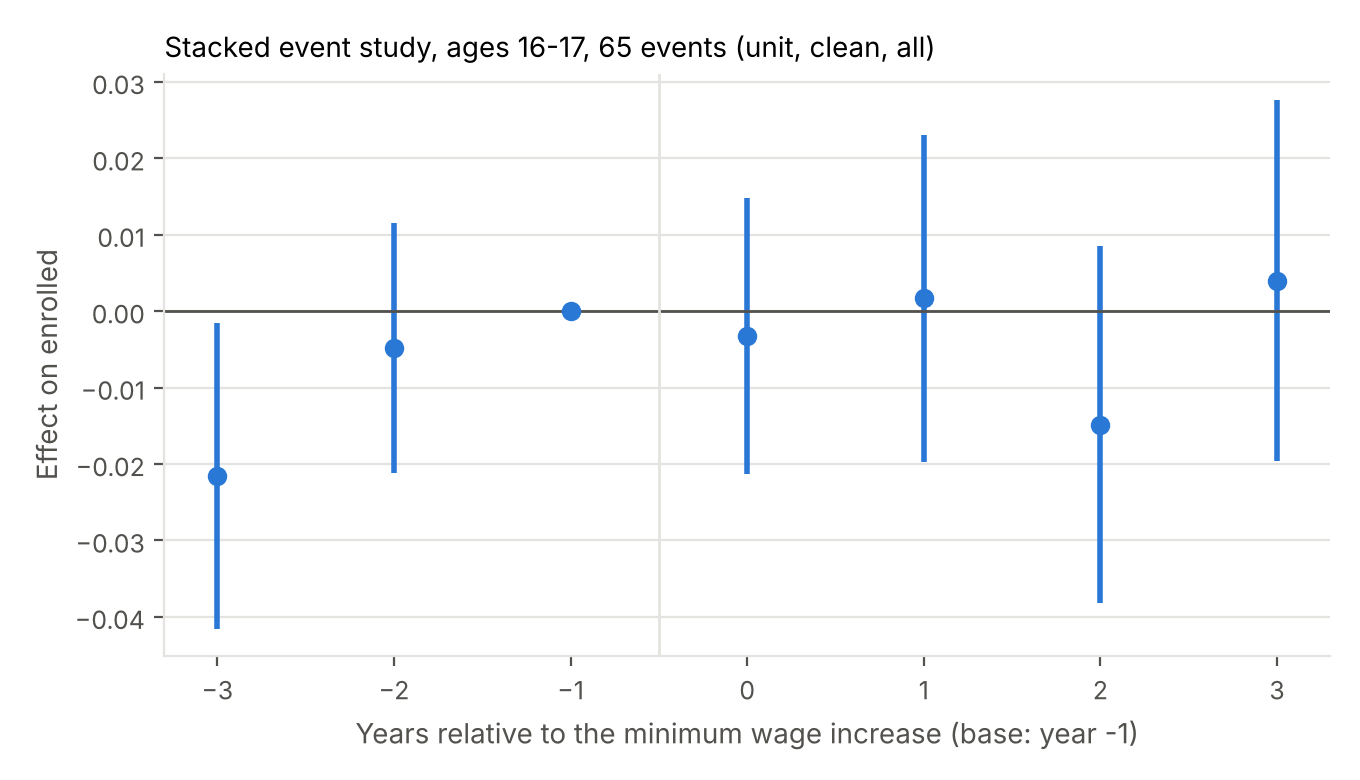 Stacked event study, ages 16-17, 65 events (unit, clean, all)
0.03
0.02
0.01
0.00
−0.01
−0.02
−0.03
−0.04
Effect on enrolled
−3 −2 −1 0 1 2 3
Years relative to the minimum wage increase (base: year -1)